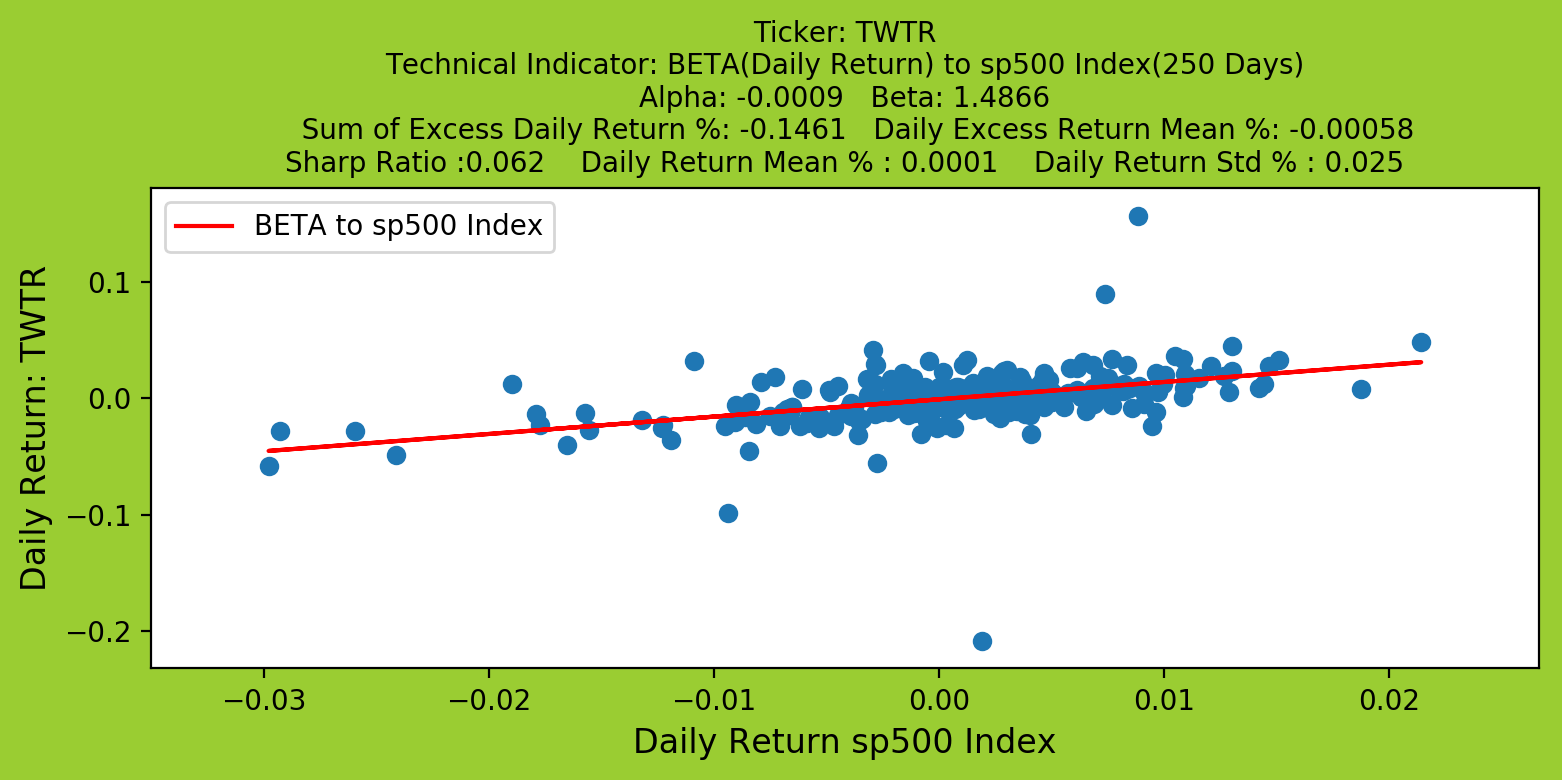 Ticker: TWTR
Technical Indicator: BETA(Daily Return) to sp500 Index(250 Days)
Alpha: -0.0009   Beta: 1.4866
Sum of Excess Daily Return %: -0.1461   Daily Excess Return Mean %: -0.00058
Sharp Ratio :0.062    Daily Return Mean % : 0.0001    Daily Return Std % : 0.025
BETA to sp500 Index
Daily Return: TWTR
0.1
0.0
−0.1
−0.2
−0.03
−0.02
−0.01
0.00
0.01
0.02
Daily Return sp500 Index